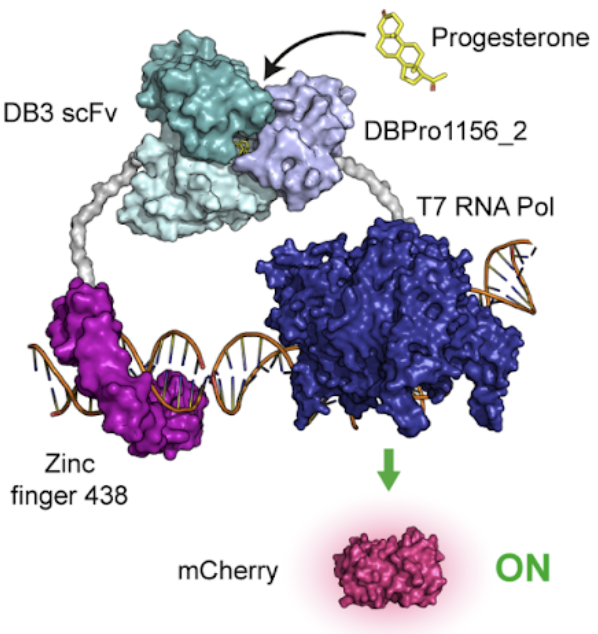 Progesterone
DB3 scFv
DBPro1156_2
T7 RNA Pol
Zinc
finger 438
mCherry
ON